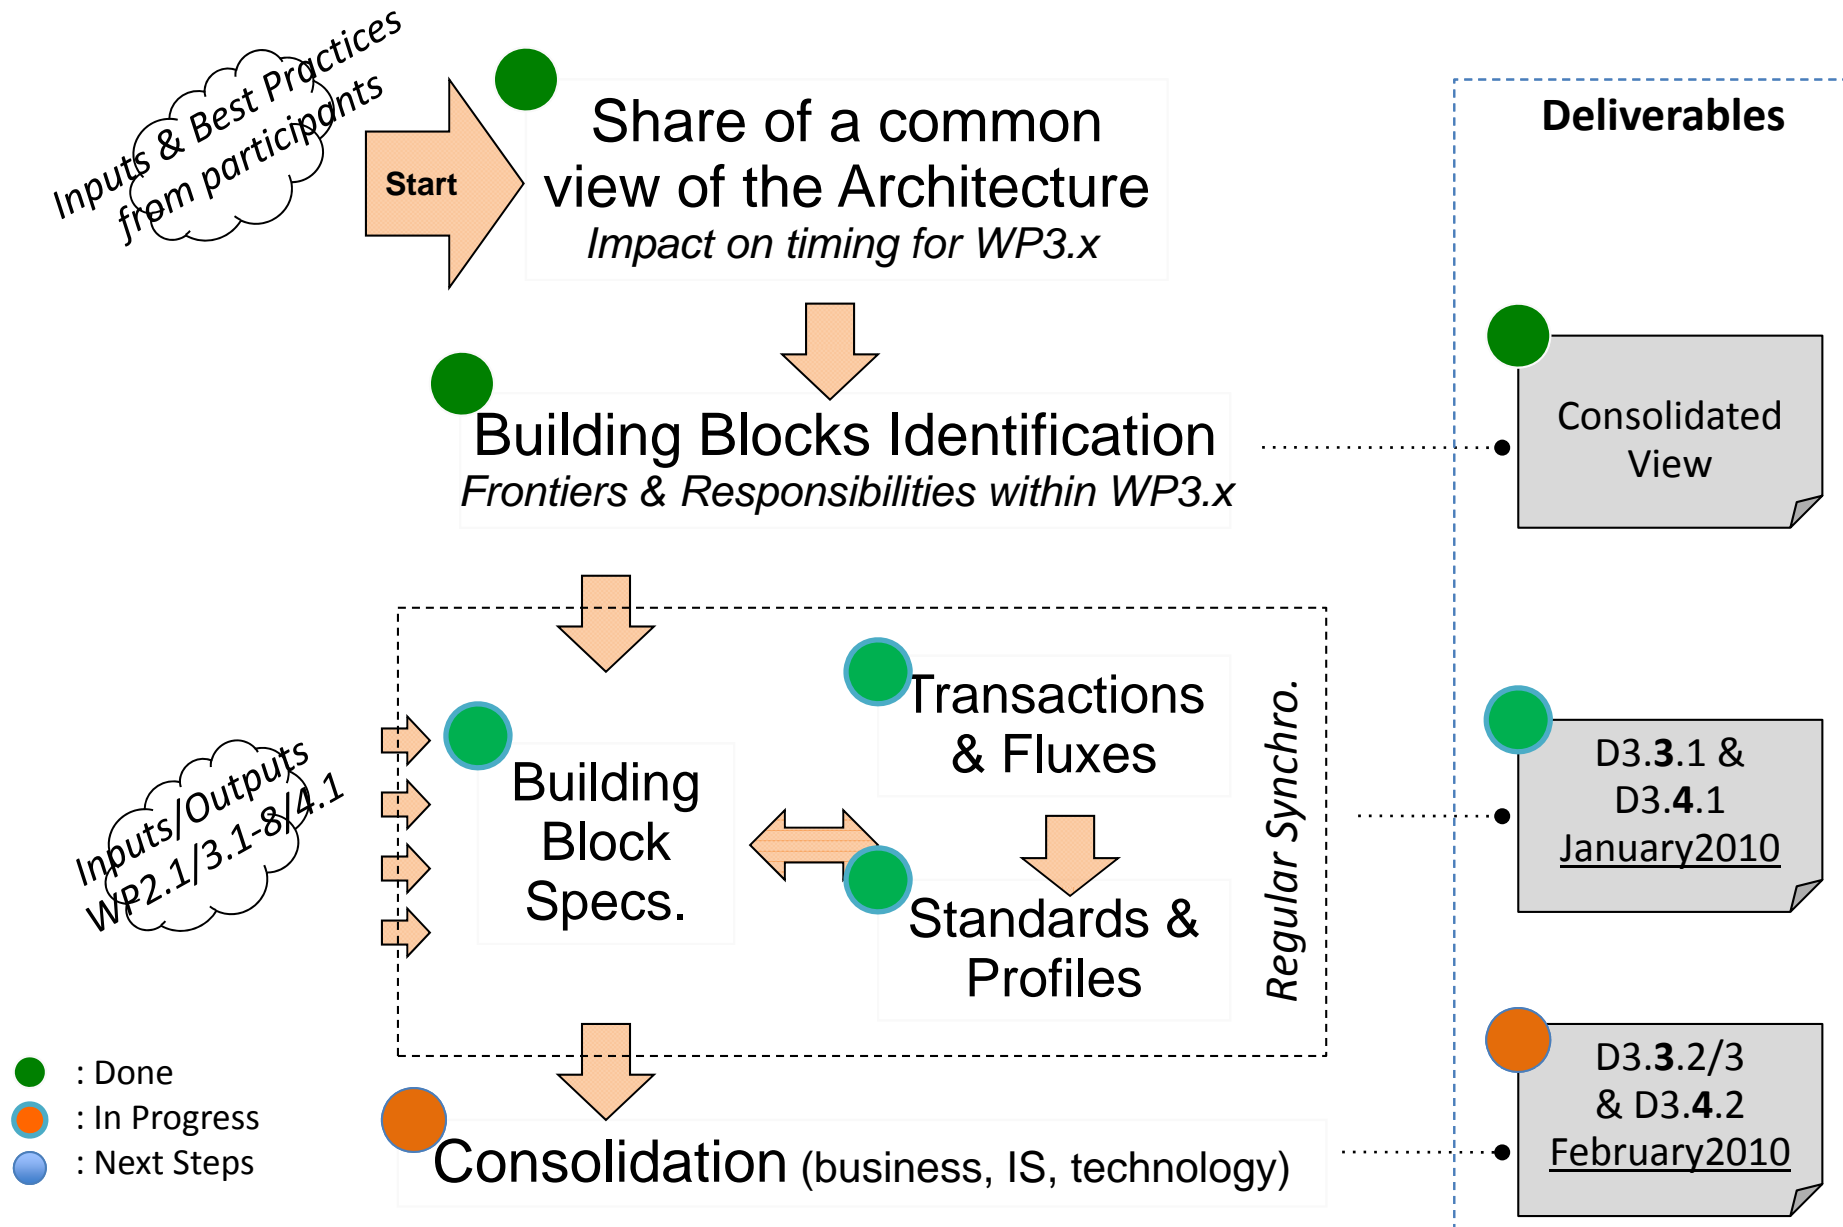 Inputs & Best Practices
from participants
Start
Share of a common
view of the Architecture
Impact on timing for WP3.x
Deliverables
Building Blocks Identification
Frontiers & Responsibilities within WP3.x
Consolidated
View
Inputs/Outputs
WP2.1/3.1-8/4.1
Building
Block
Specs.
Transactions
& Fluxes
Standards &
Profiles
Regular Synchro.
D3.3.1 &
D3.4.1
January2010
: Done
: In Progress
: Next Steps
Consolidation (business, IS, technology)
D3.3.2/3
& D3.4.2
February2010